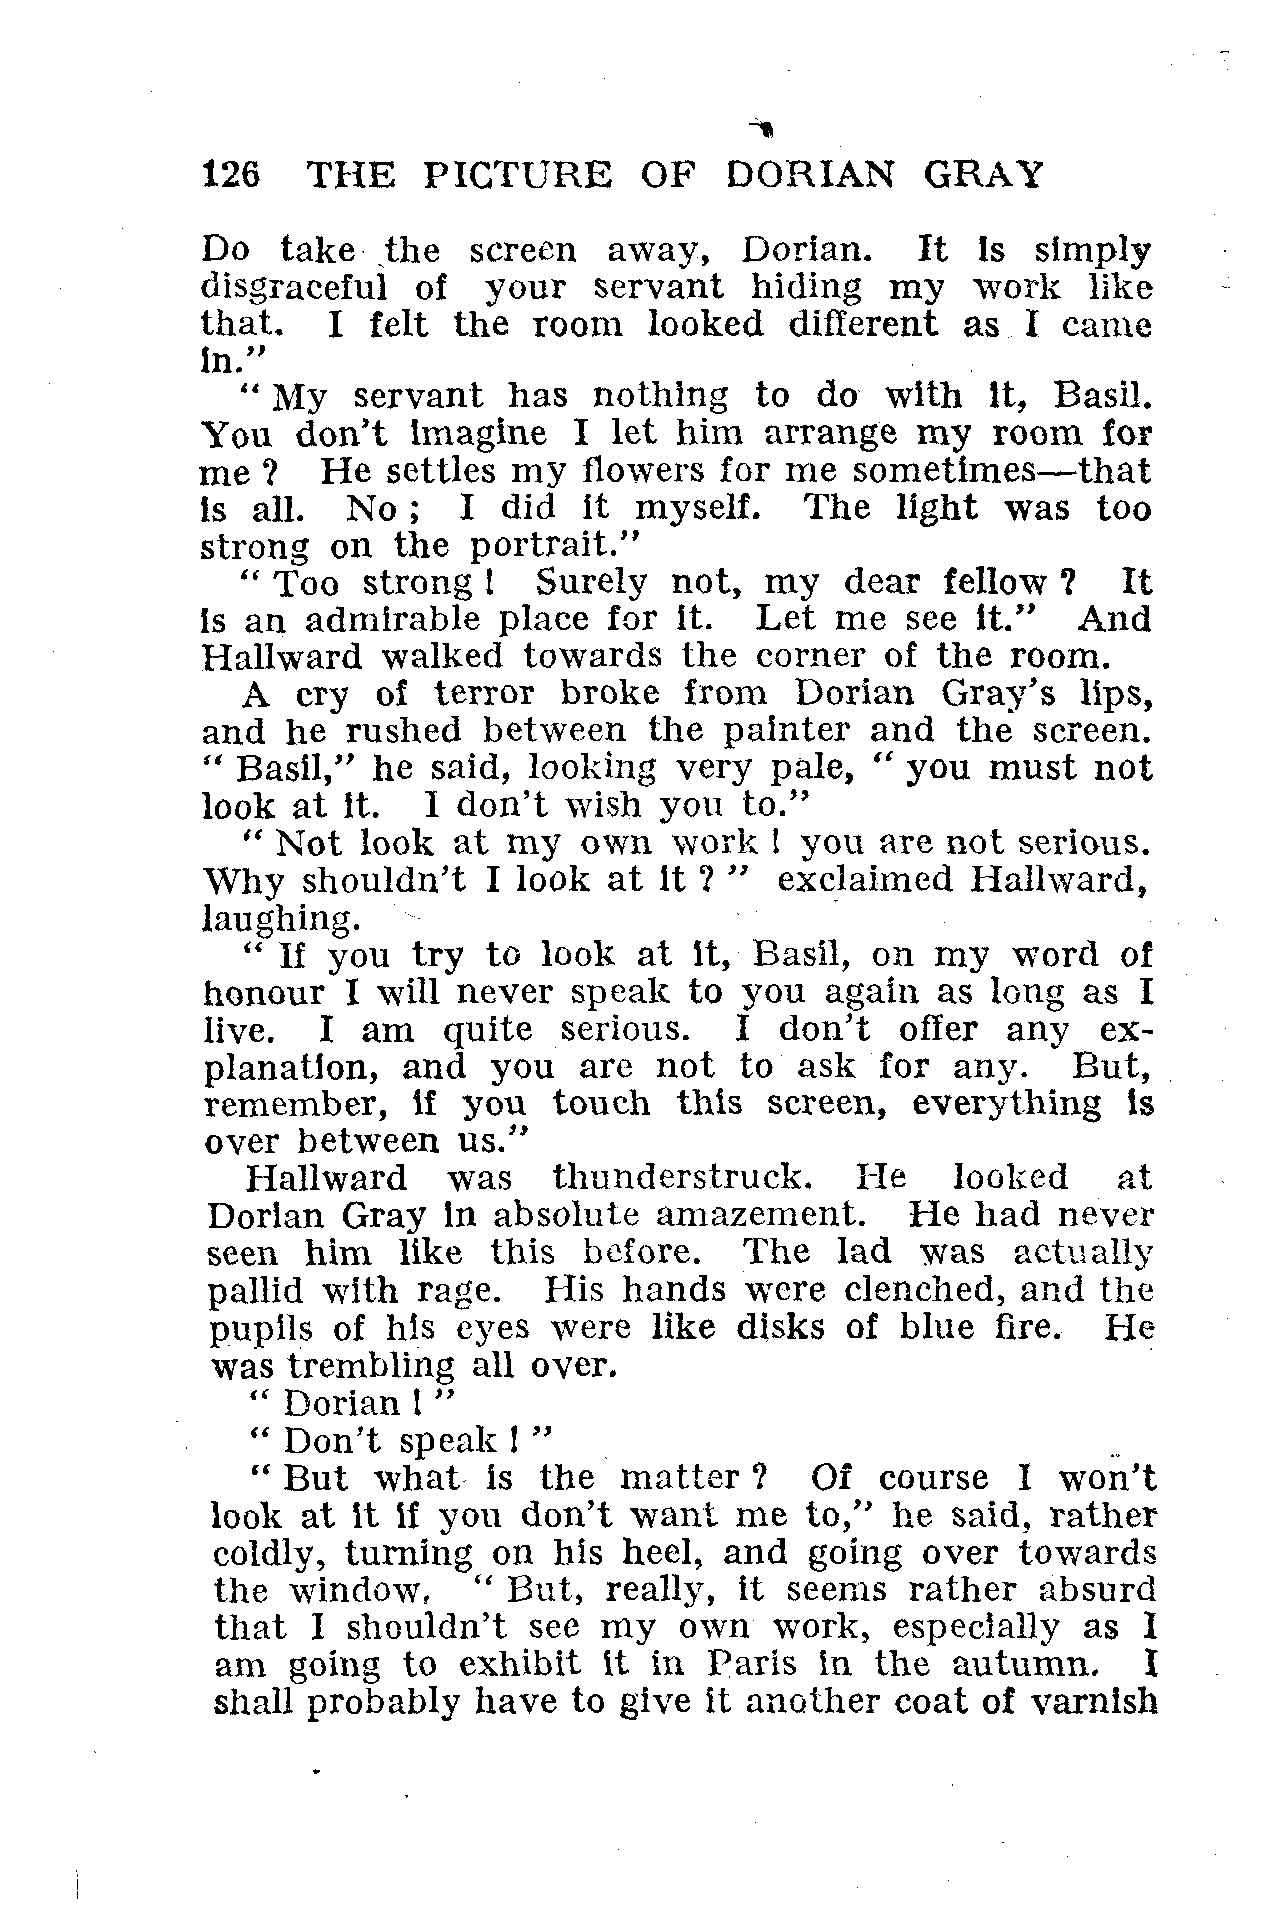 126 THE PICTURE OF DORIAN GRAY
Do take the screen away, Dorian. It is simply
disgraceful of your servant hiding my work like
that. I felt the room looked different as I came
in."
" My servant has nothing to do with it, Basil.
You don't imagine I let him arrange my room for
me ? He settles my flowers for me sometimes—that
is all. No ; I did it myself. The light was too
strong on the portrait."
" Too strong ! Surely not, my dear fellow ? It
is an admirable place for it. Let me see it." And
Hallward walked towards the corner of the room.
A cry of terror broke from Dorian Gray's lips,
and he rushed between the painter and the screen.
" Basil," he said, looking very pale, " you must not
look at it. I don't wish you to."
" Not look at my own work ! you are not serious.
Why shouldn't I look at it ? " exclaimed Hallward,
laughing.
" If you try to look at it, Basil, on my word of
honour I will never speak to you again as long as I
live. I am quite serious. I don't offer any ex-
planation, and you are not to ask for any. But,
remember, if you touch this screen, everything is
over between us."
Hallward was thunderstruck. He looked at
Dorian Gray in absolute amazement. He had never
seen him like this before. The lad was actually
pallid with rage. His hands were clenched, and the
pupils of his eyes were like disks of blue fire. He
was trembling all over.
" Dorian ! "
" Don't speak ! "
" But what is the matter ? Of course I won't
look at it if you don't want me to," he said, rather
coldly, turning on his heel, and going over towards
the window. " But, really, it seems rather absurd
that I shouldn't see my own work, especially as I
am going to exhibit it in Paris in the autumn. I
shall probably have to give it another coat of varnish